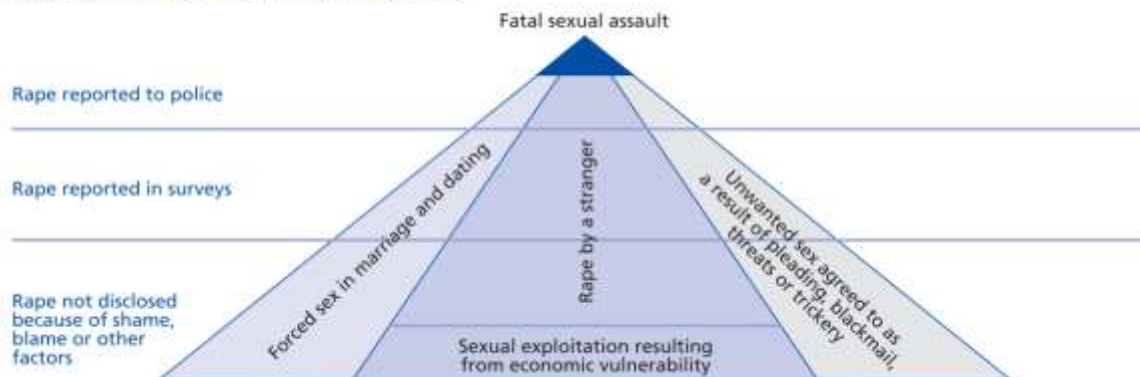 Fatal sexual assault
Rape reported to police
Rape reported in surveys
Rape not disclosed
because of shame,
blame or other
factors
Forced sex in marriage and dating
Rape by a stranger
Unwanted sex agreed to as
a result of pleading, blackmail,
threats or trickery
Sexual exploitation resulting
from economic vulnerability